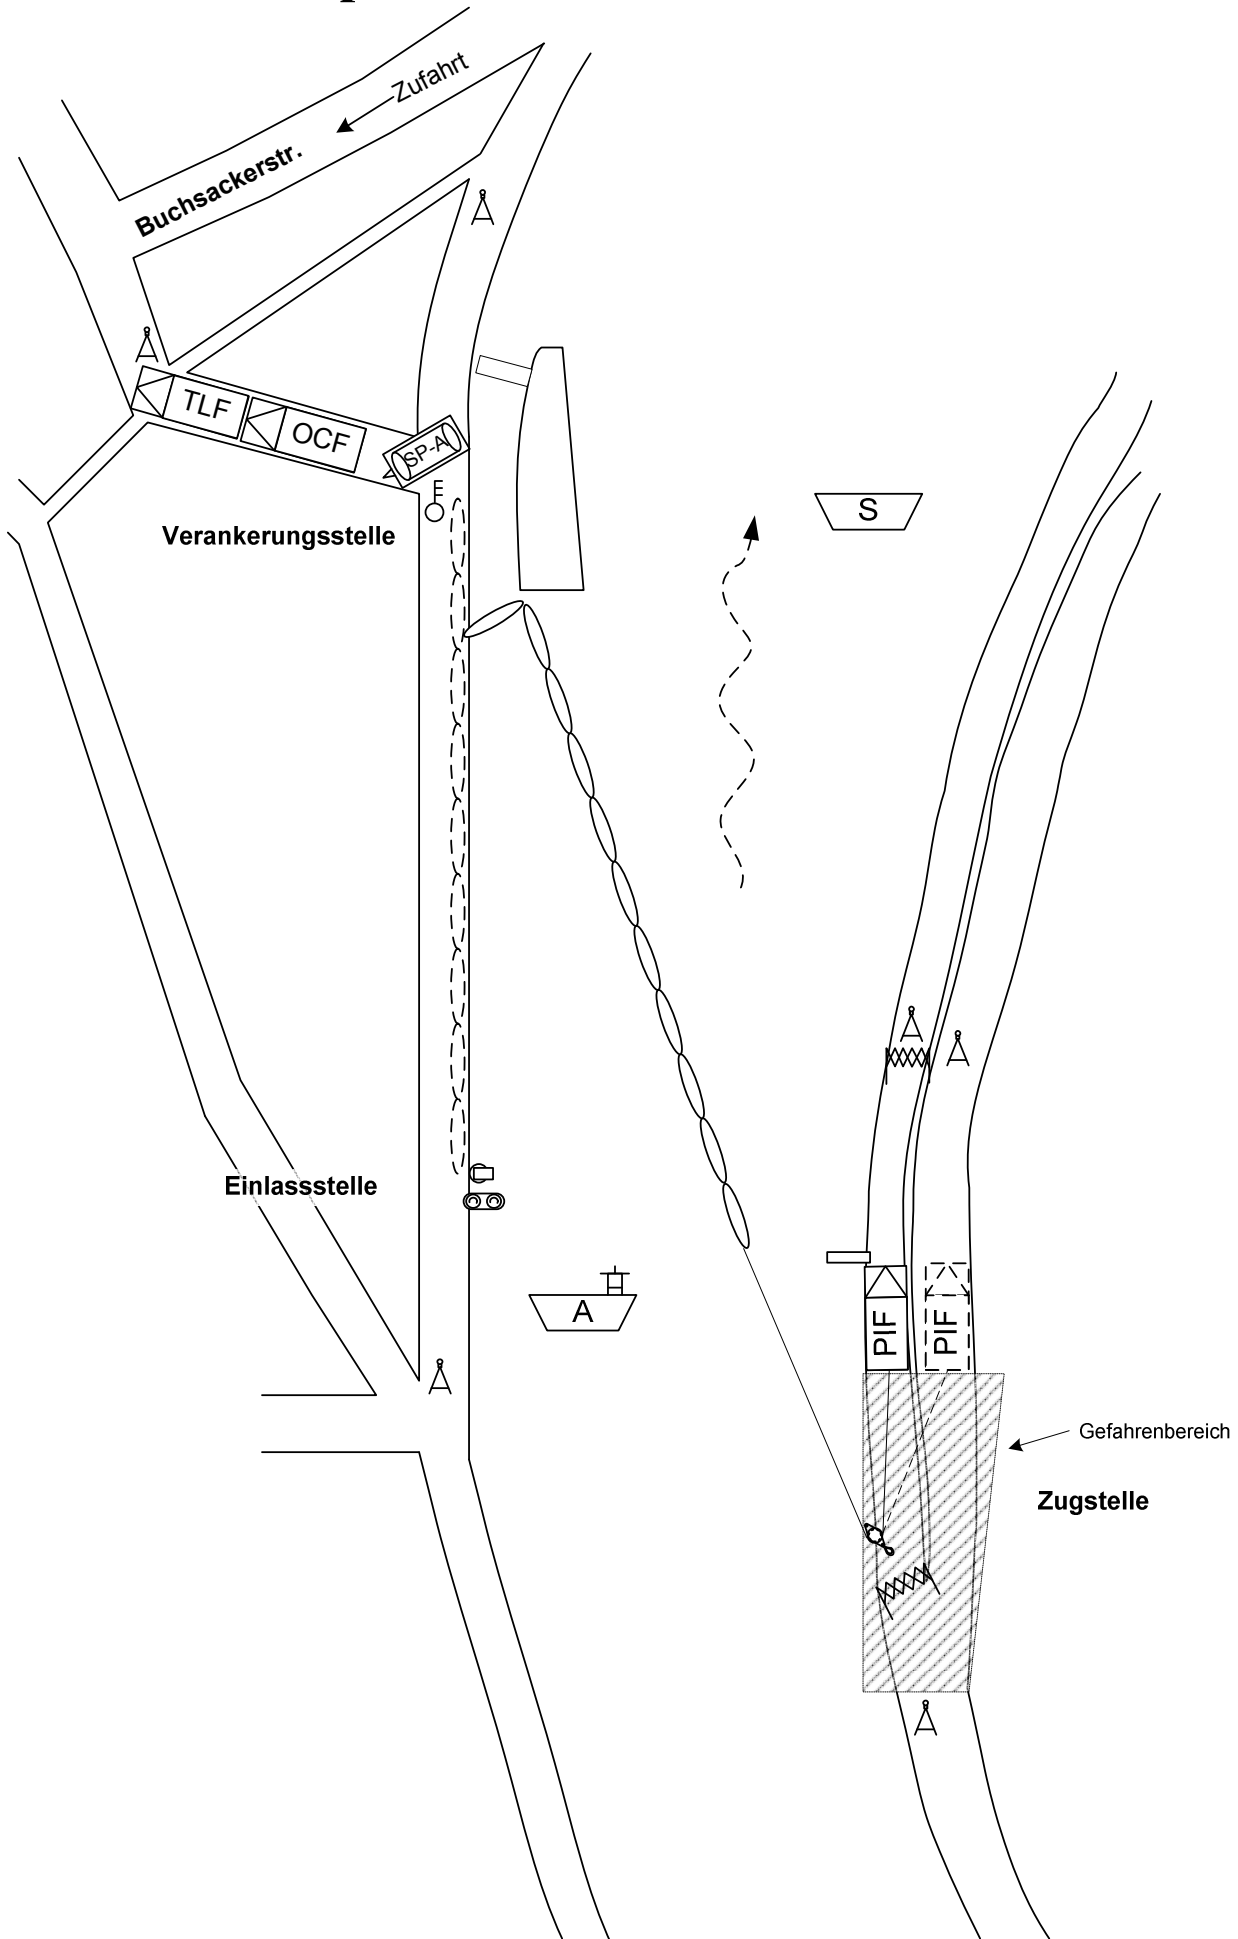 Zufahrt
Buchsackerstr.
TLF
OCF
SP-A
Verankerungsstelle
S
Einlassstelle
A
PIF
PIF
Gefahrenbereich
Zugstelle